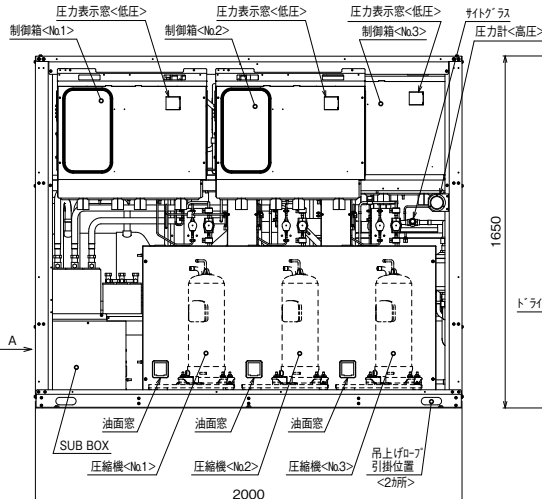 圧力表示窓<低圧>
圧力表示窓<低圧>
圧力表示窓<低圧>
ｻｲﾄｸﾞﾗｽ
制御箱<No.1>
制御箱<No.2>
制御箱<No.3>
圧力計<高圧>
1650
ﾄﾞﾗｲ
A
油面窓
油面窓
油面窓
SUB BOX
圧縮機<No.1>
圧縮機<No.2>
圧縮機<No.3>
吊上げﾛｰﾌﾟ
引掛位置
<2ｶ所>
2000